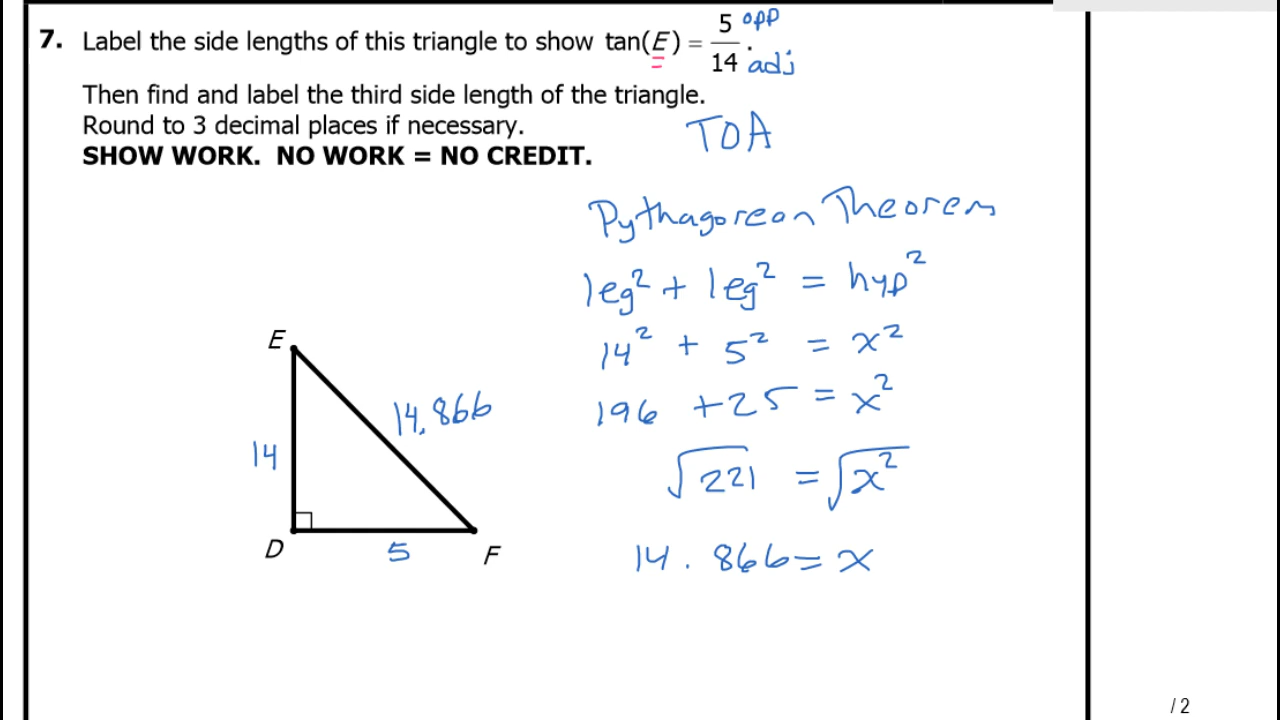 7. Label the side lengths of this triangle to show tan(E) = 5/14 . opp adj
Then find and label the third side length of the triangle.
Round to 3 decimal places if necessary.
TOA
SHOW WORK. NO WORK = NO CREDIT.
Pythagorean Theorem
leg² + leg² = hyp²
14² + 5² = x²
196 + 25 = x²
√221 = √x²
14.866 = x
E
14.866
14
D
5
F
/ 2